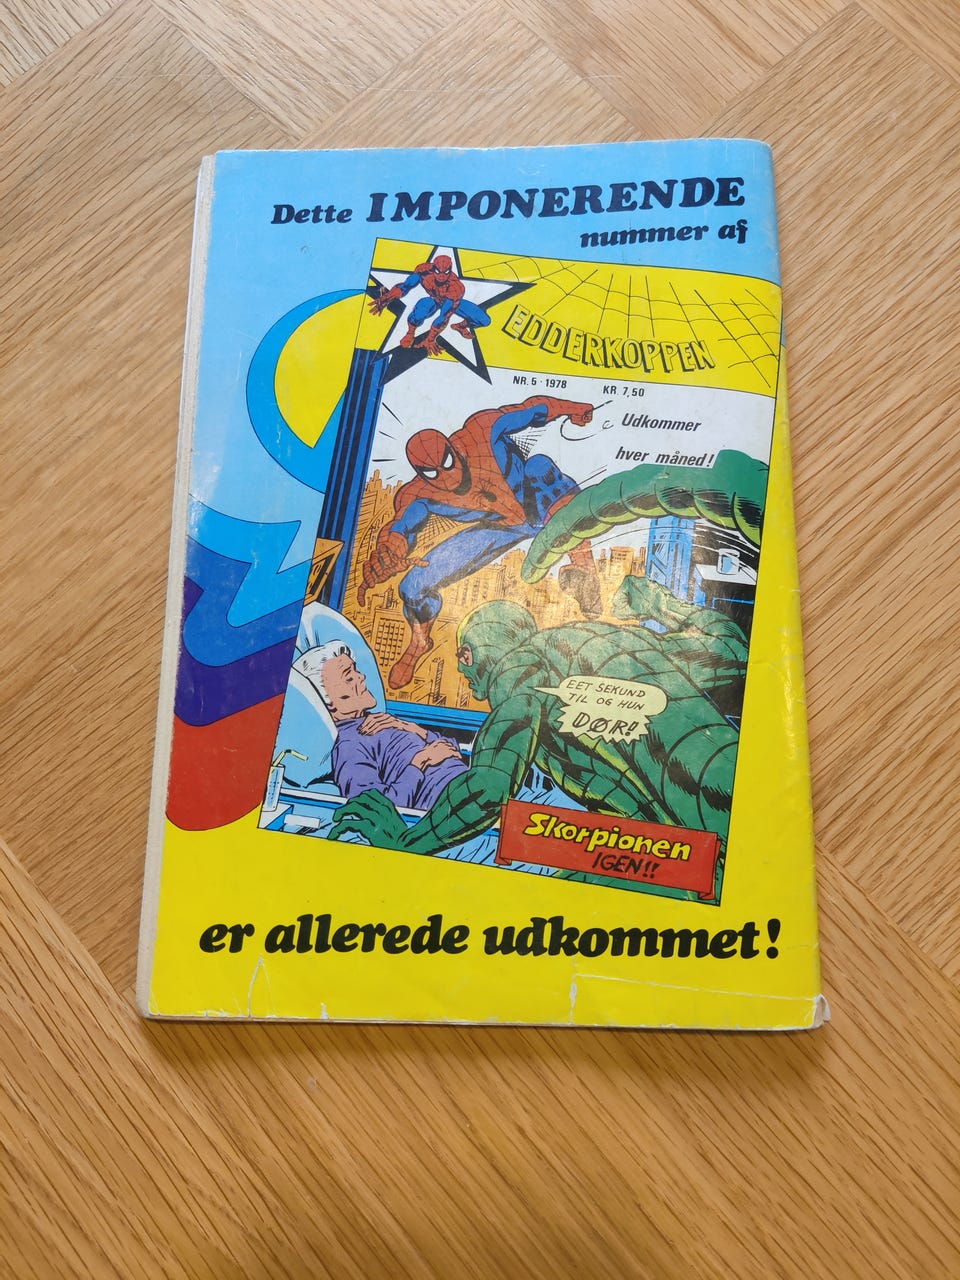 Dette IMPONERENDE
nummer af
EDDERKOPPEN
NR. 5 · 1978 KR. 7,50
Udkommer
hver måned!
EET SEKUND
TIL OG HUN
DØR!
Skorpionen
IGEN!!
er allerede udkommet!